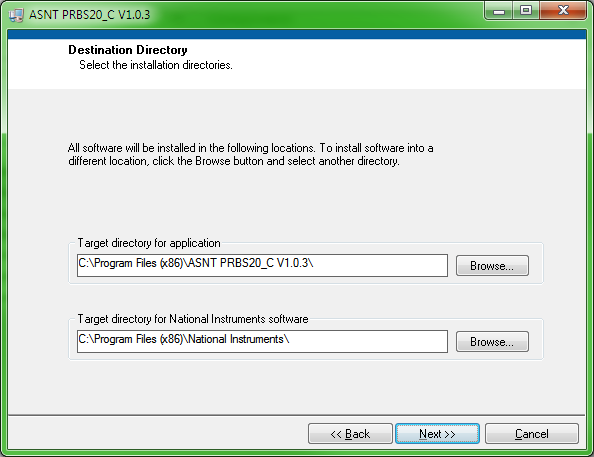 ASNT PRBS20_C V1.0.3
Destination Directory
Select the installation directories.
All software will be installed in the following locations. To install software into a
different location, click the Browse button and select another directory.
Target directory for application
C:\Program Files (x86)\ASNT PRBS20_C V1.0.3\
Browse...
Target directory for National Instruments software
C:\Program Files (x86)\National Instruments\
Browse...
<< Back
Next >>
Cancel